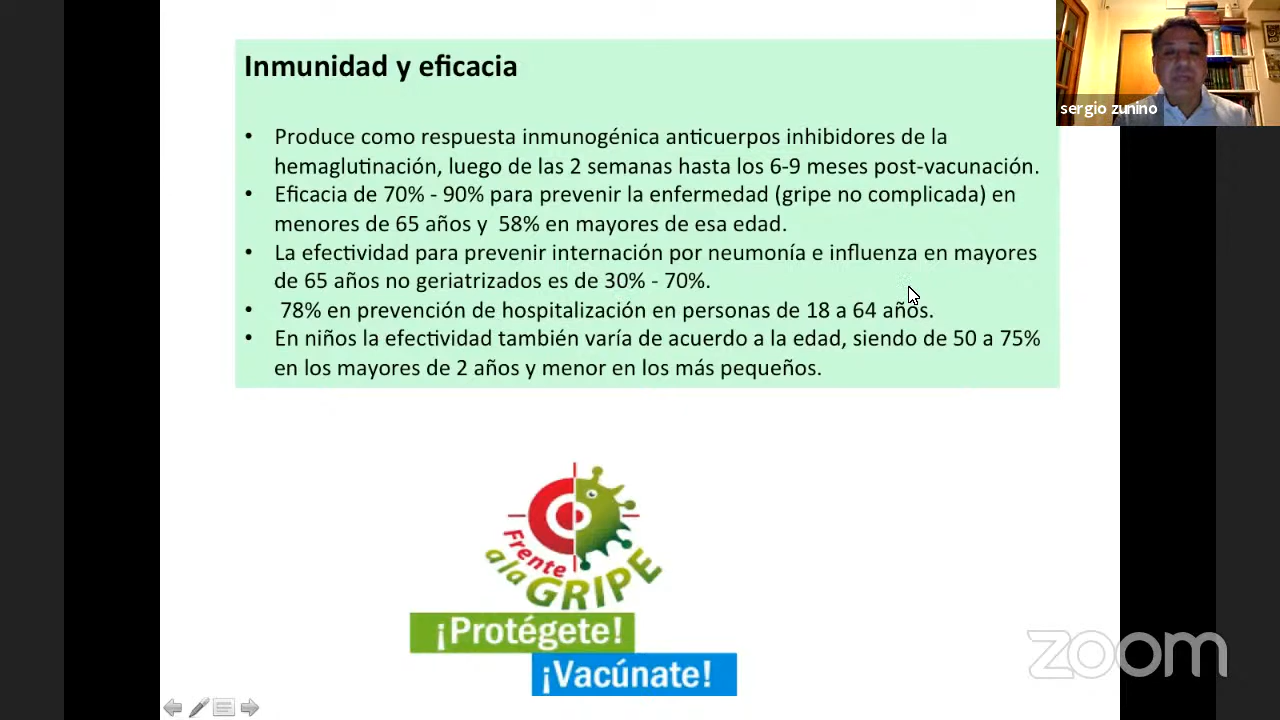 Inmunidad y eficacia
• Produce como respuesta inmunogénica anticuerpos inhibidores de la
hemaglutinación, luego de las 2 semanas hasta los 6-9 meses post-vacunación.
• Eficacia de 70% - 90% para prevenir la enfermedad (gripe no complicada) en
menores de 65 años y 58% en mayores de esa edad.
• La efectividad para prevenir internación por neumonía e influenza en mayores
de 65 años no geriatrizados es de 30% - 70%.
• 78% en prevención de hospitalización en personas de 18 a 64 años.
• En niños la efectividad también varía de acuerdo a la edad, siendo de 50 a 75%
en los mayores de 2 años y menor en los más pequeños.
sergio zunino
Frente
a la GRIPE
¡Protégete!
¡Vacúnate!
zoom